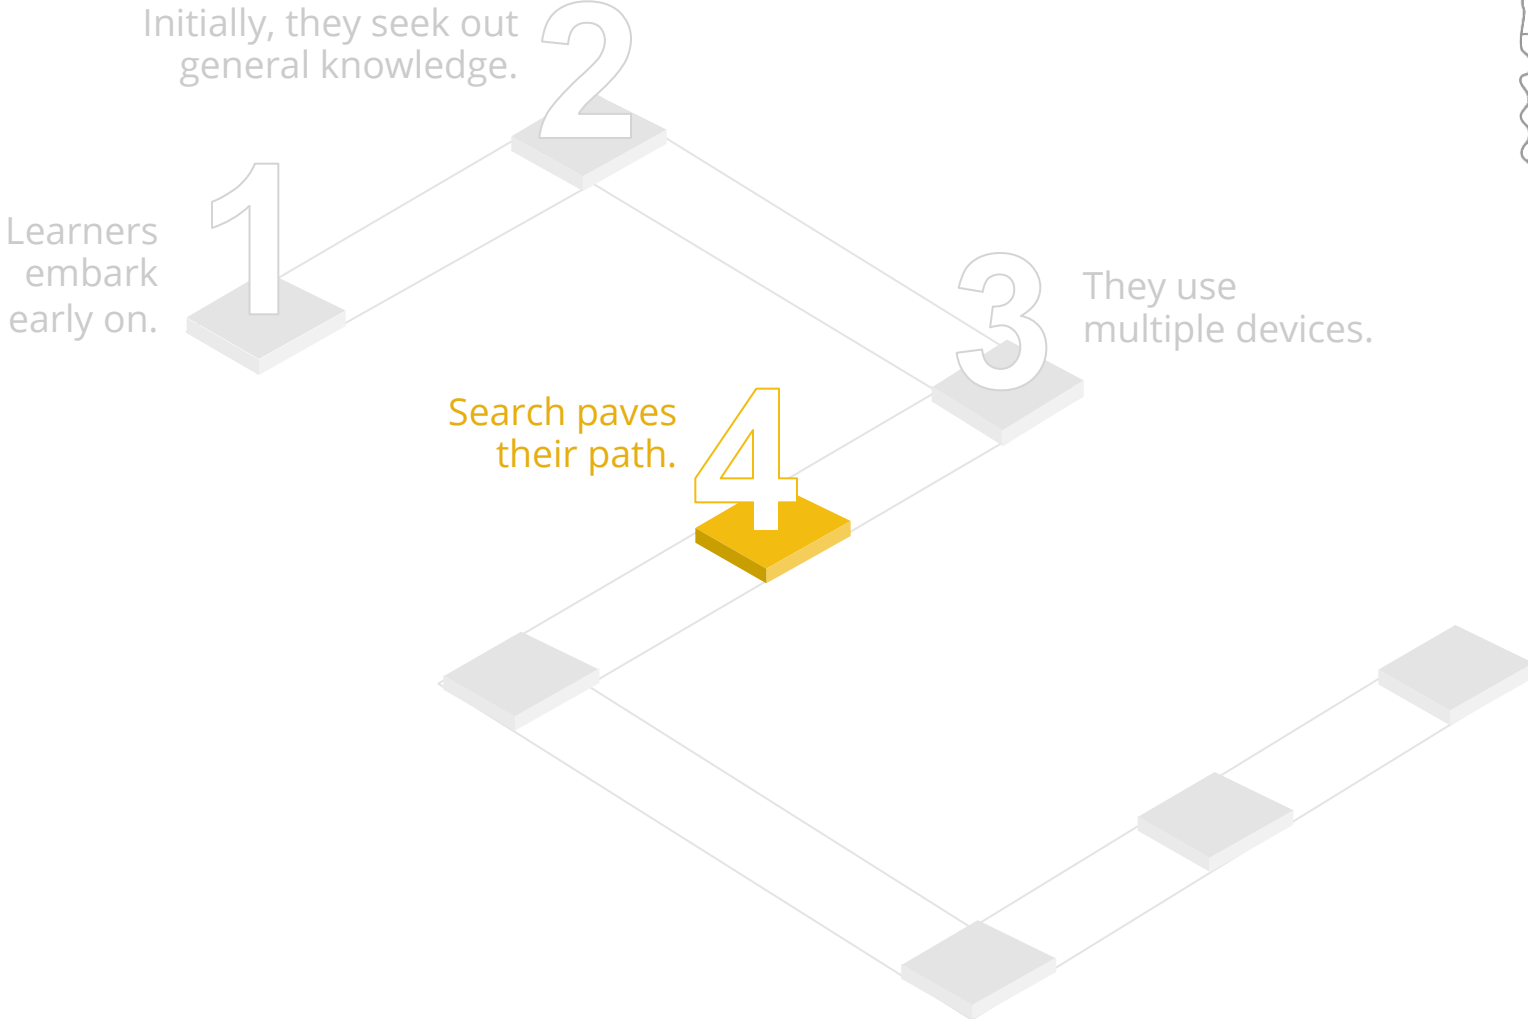 1
Learners
embark
early on.
2
Initially, they seek out
general knowledge.
3
They use
multiple devices.
4
Search paves
their path.